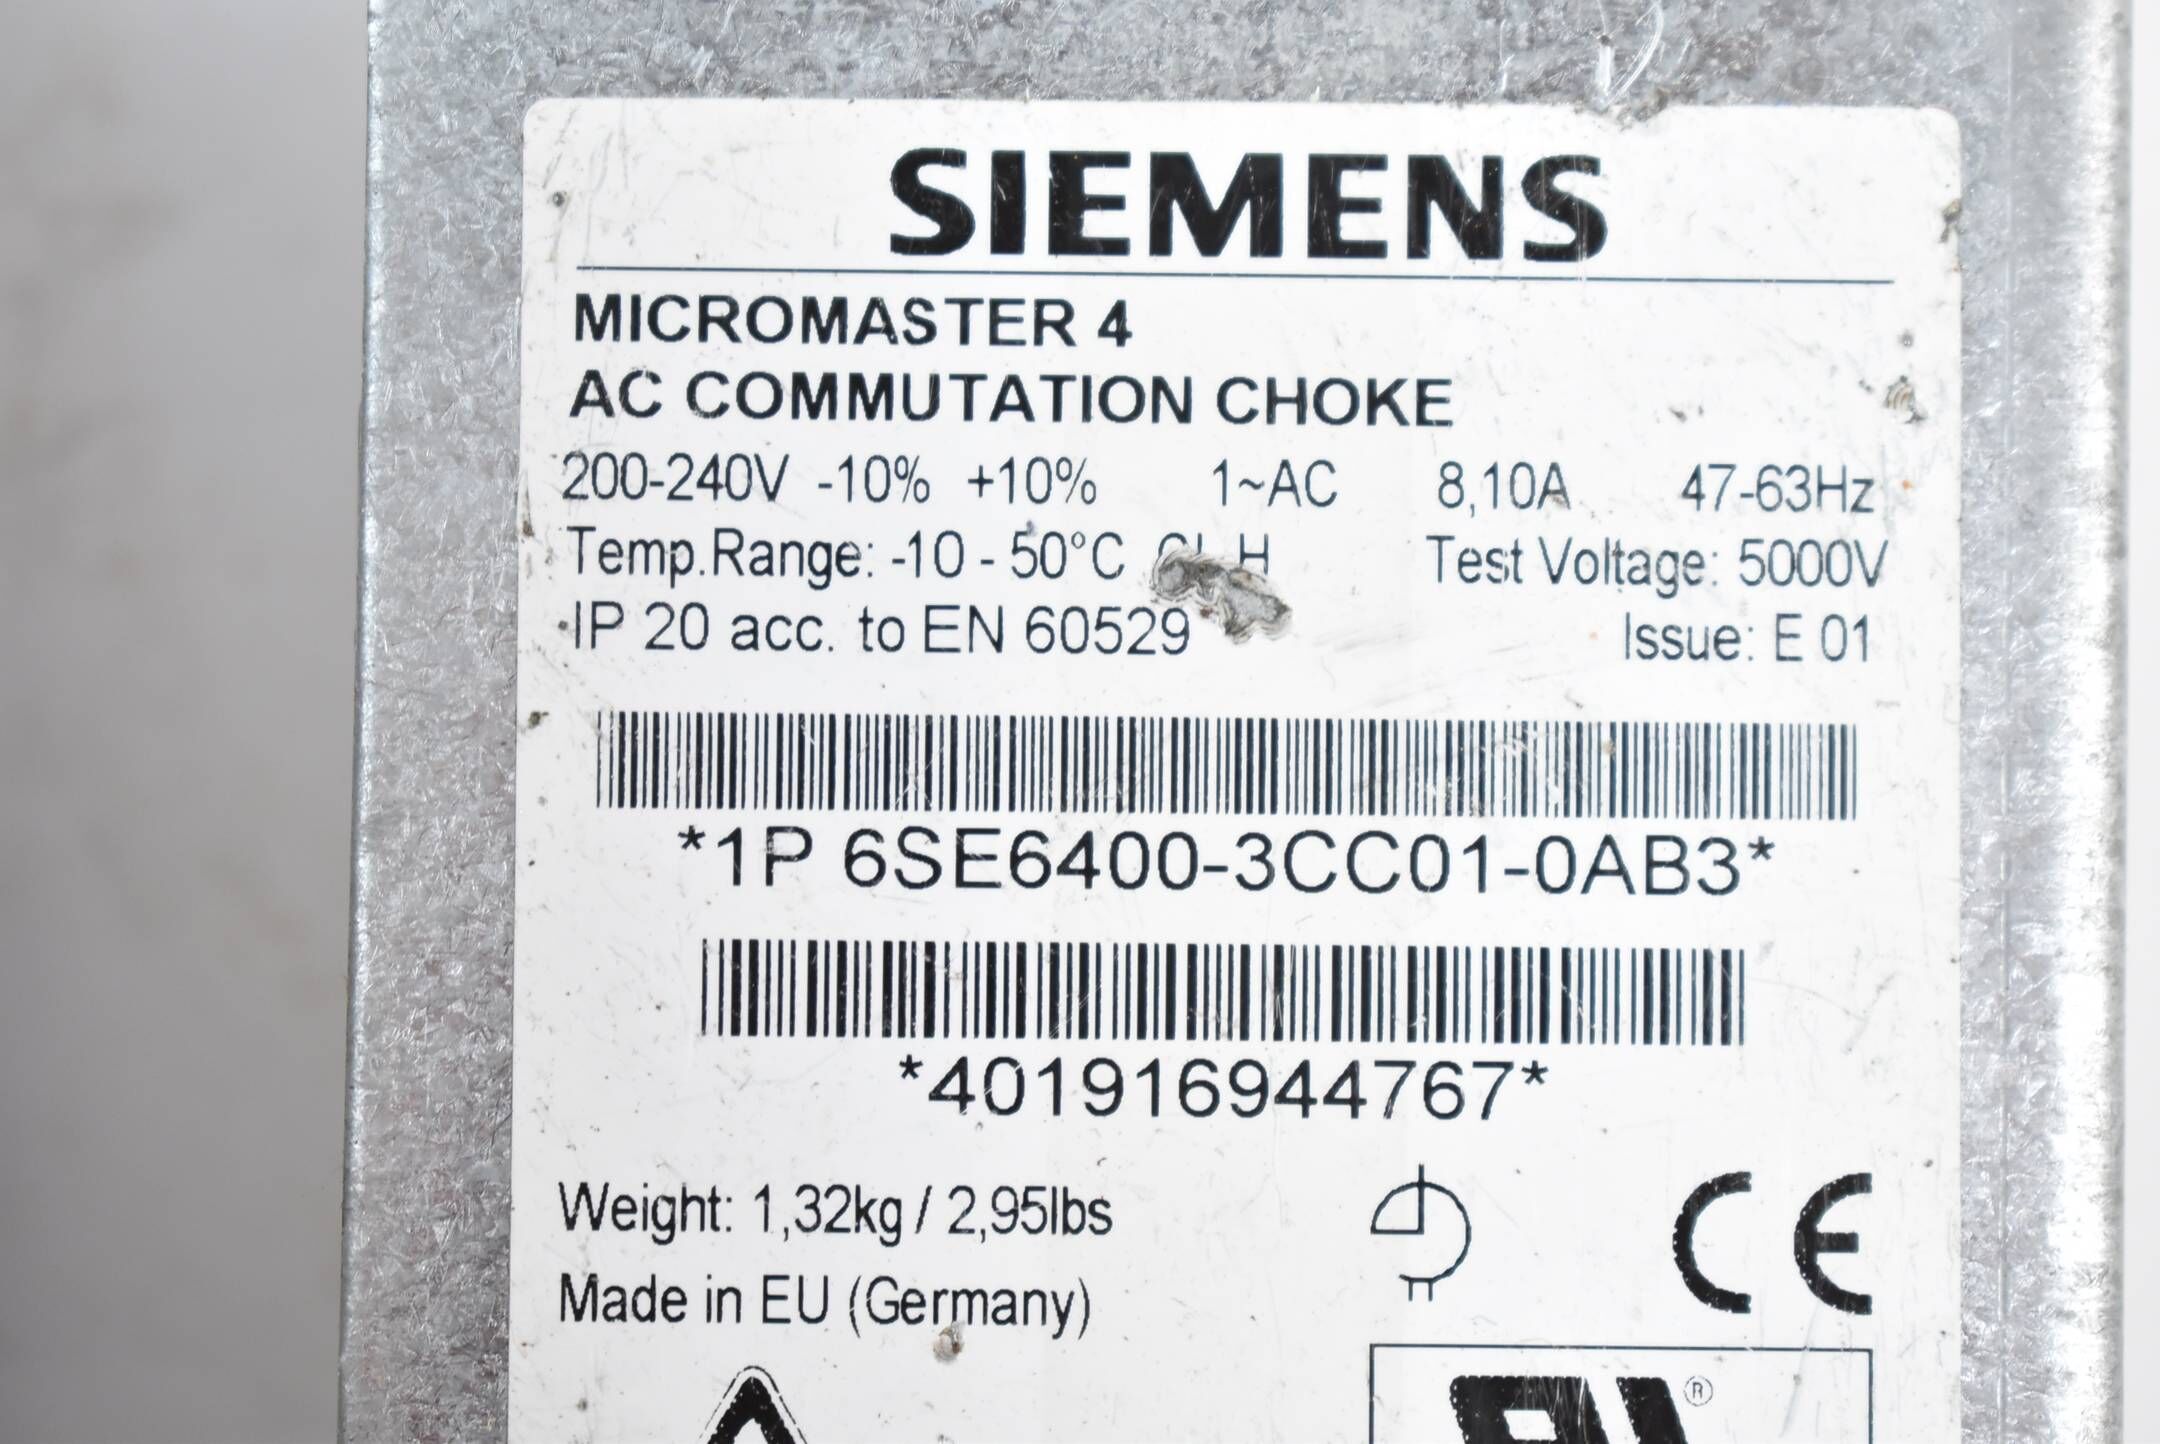 SIEMENS
MICROMASTER 4
AC COMMUTATION CHOKE
200-240V -10% +10% 1~AC 8,10A 47-63Hz
Temp.Range: -10 - 50°C H Test Voltage: 5000V
IP 20 acc. to EN 60529 Issue: E 01
*1P 6SE6400-3CC01-0AB3*
*401916944767*
Weight: 1,32kg / 2,95lbs
CE
Made in EU (Germany)
®